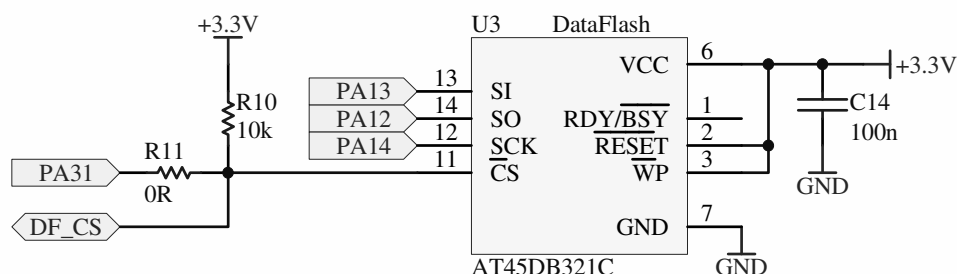 U3 DataFlash
+3.3V
VCC 6
+3.3V
PA13 13 SI
R10
10k
C14
100n
PA12 14 SO
RDY/BSY 1
PA14 12 SCK
RESET 2
R11
PA31
0R
11 CS
WP 3
GND
DF_CS
GND 7
AT45DB321C
GND